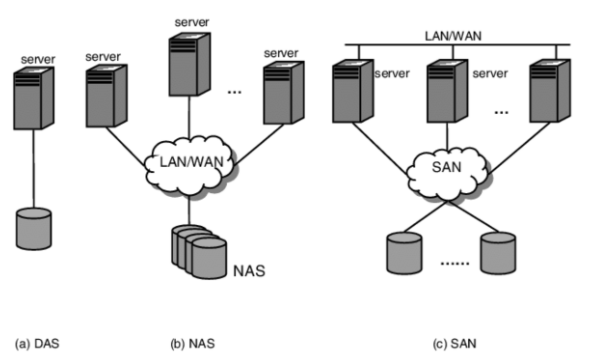 server
server
server
server
...
LAN/WAN
NAS
LAN/WAN
server
server
...
SAN
......
(a) DAS
(b) NAS
(c) SAN